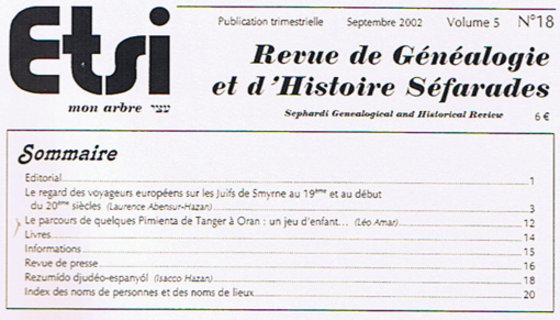 Etsi
mon arbre עצי
Publication trimestrielle Septembre 2002 Volume 5 N°18
Revue de Généalogie
et d'Histoire Séfarades
Sephardi Genealogical and Historical Review
6 €
Sommaire
Editorial 1
Le regard des voyageurs européens sur les Juifs de Smyrne au 19ème et au début
du 20ème siècles (Laurence Abensur-Hazan) 3
Le parcours de quelques Pimienta de Tanger à Oran : un jeu d'enfant... (Léo Amar) 12
Livres 14
Informations 15
Revue de presse 16
Rezumído djudéo-espanyól (Isacco Hazan) 18
Index des noms de personnes et des noms de lieux 20